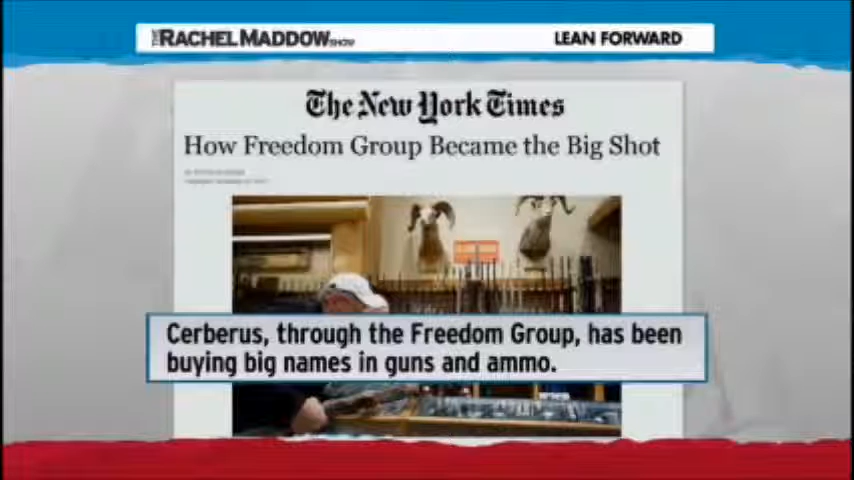 THE RACHEL MADDOW SHOW
LEAN FORWARD
The New York Times
How Freedom Group Became the Big Shot
Cerberus, through the Freedom Group, has been
buying big names in guns and ammo.